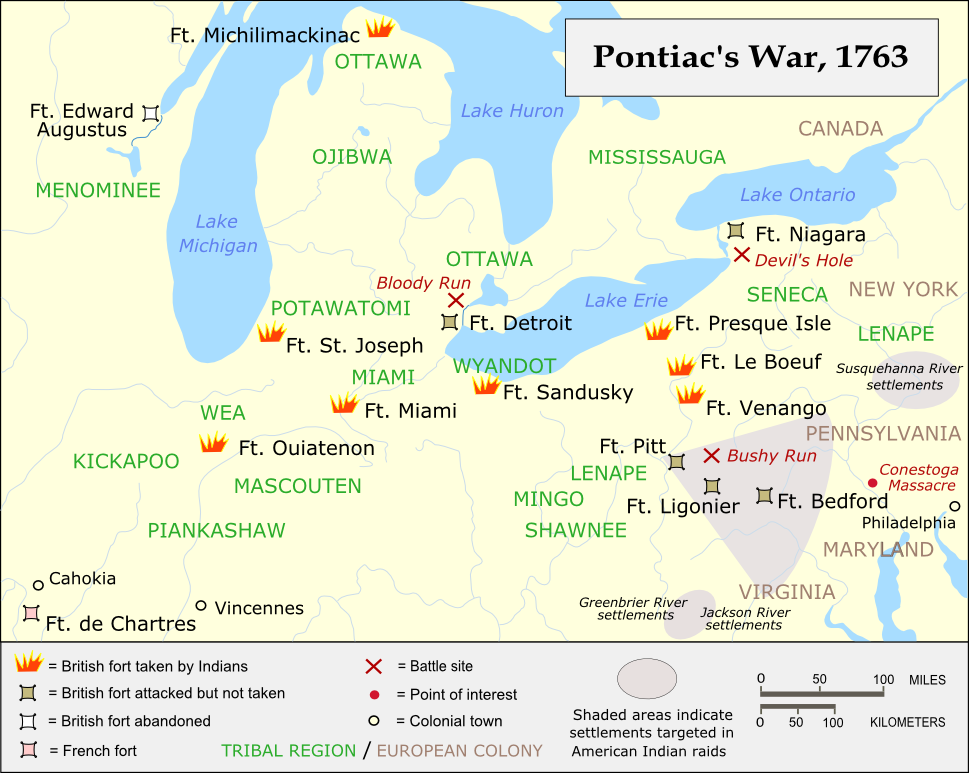 Pontiac's War, 1763
Ft. Michilimackinac
OTTAWA
Ft. Edward
Augustus
Lake Huron
CANADA
OJIBWA
MISSISSAUGA
MENOMINEE
Lake Ontario
Lake
Michigan
Ft. Niagara
OTTAWA
Devil's Hole
Bloody Run
SENECA
NEW YORK
Lake Erie
POTAWATOMI
Ft. Detroit
Ft. Presque Isle
LENAPE
Ft. St. Joseph
WYANDOT
Ft. Le Boeuf
Susquehanna River
settlements
MIAMI
Ft. Sandusky
Ft. Miami
Ft. Venango
WEA
PENNSYLVANIA
Ft. Ouiatenon
Ft. Pitt
Bushy Run
KICKAPOO
LENAPE
Conestoga
Massacre
MASCOUTEN
MINGO
Ft. Ligonier
Ft. Bedford
PIANKASHAW
SHAWNEE
Philadelphia
MARYLAND
Cahokia
VIRGINIA
Vincennes
Greenbrier River
settlements
Jackson River
settlements
Ft. de Chartres
= British fort taken by Indians
= British fort attacked but not taken
= British fort abandoned
= French fort
= Battle site
= Point of interest
= Colonial town
TRIBAL REGION / EUROPEAN COLONY
Shaded areas indicate
settlements targeted in
American Indian raids
0 50 100 MILES
0 50 100 KILOMETERS